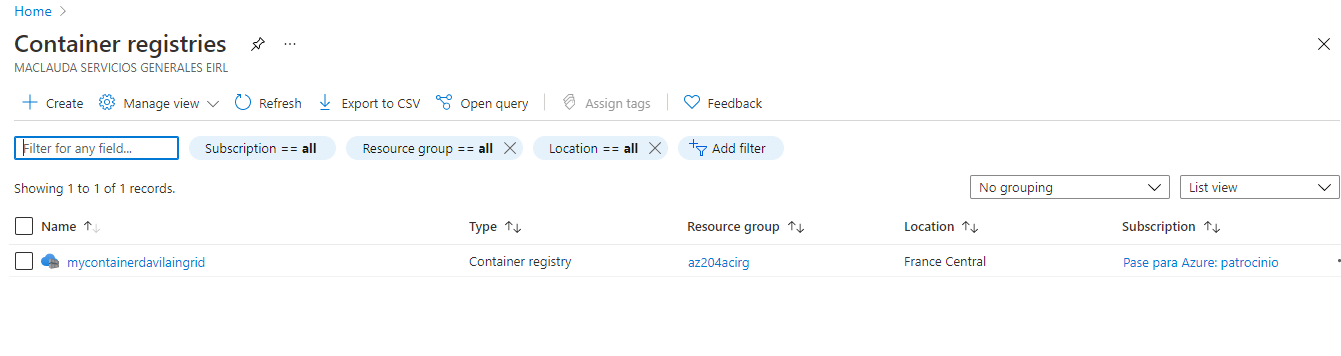 Home
Container registries
MACLAUDA SERVICIOS GENERALES EIRL
Create Manage view Refresh Export to CSV Open query Assign tags Feedback
Filter for any field... Subscription == all Resource group == all Location == all Add filter
Showing 1 to 1 of 1 records. No grouping List view
Name Type Resource group Location Subscription
mycontainerdavilaingrid Container registry az204acirg France Central Pase para Azure: patrocinio